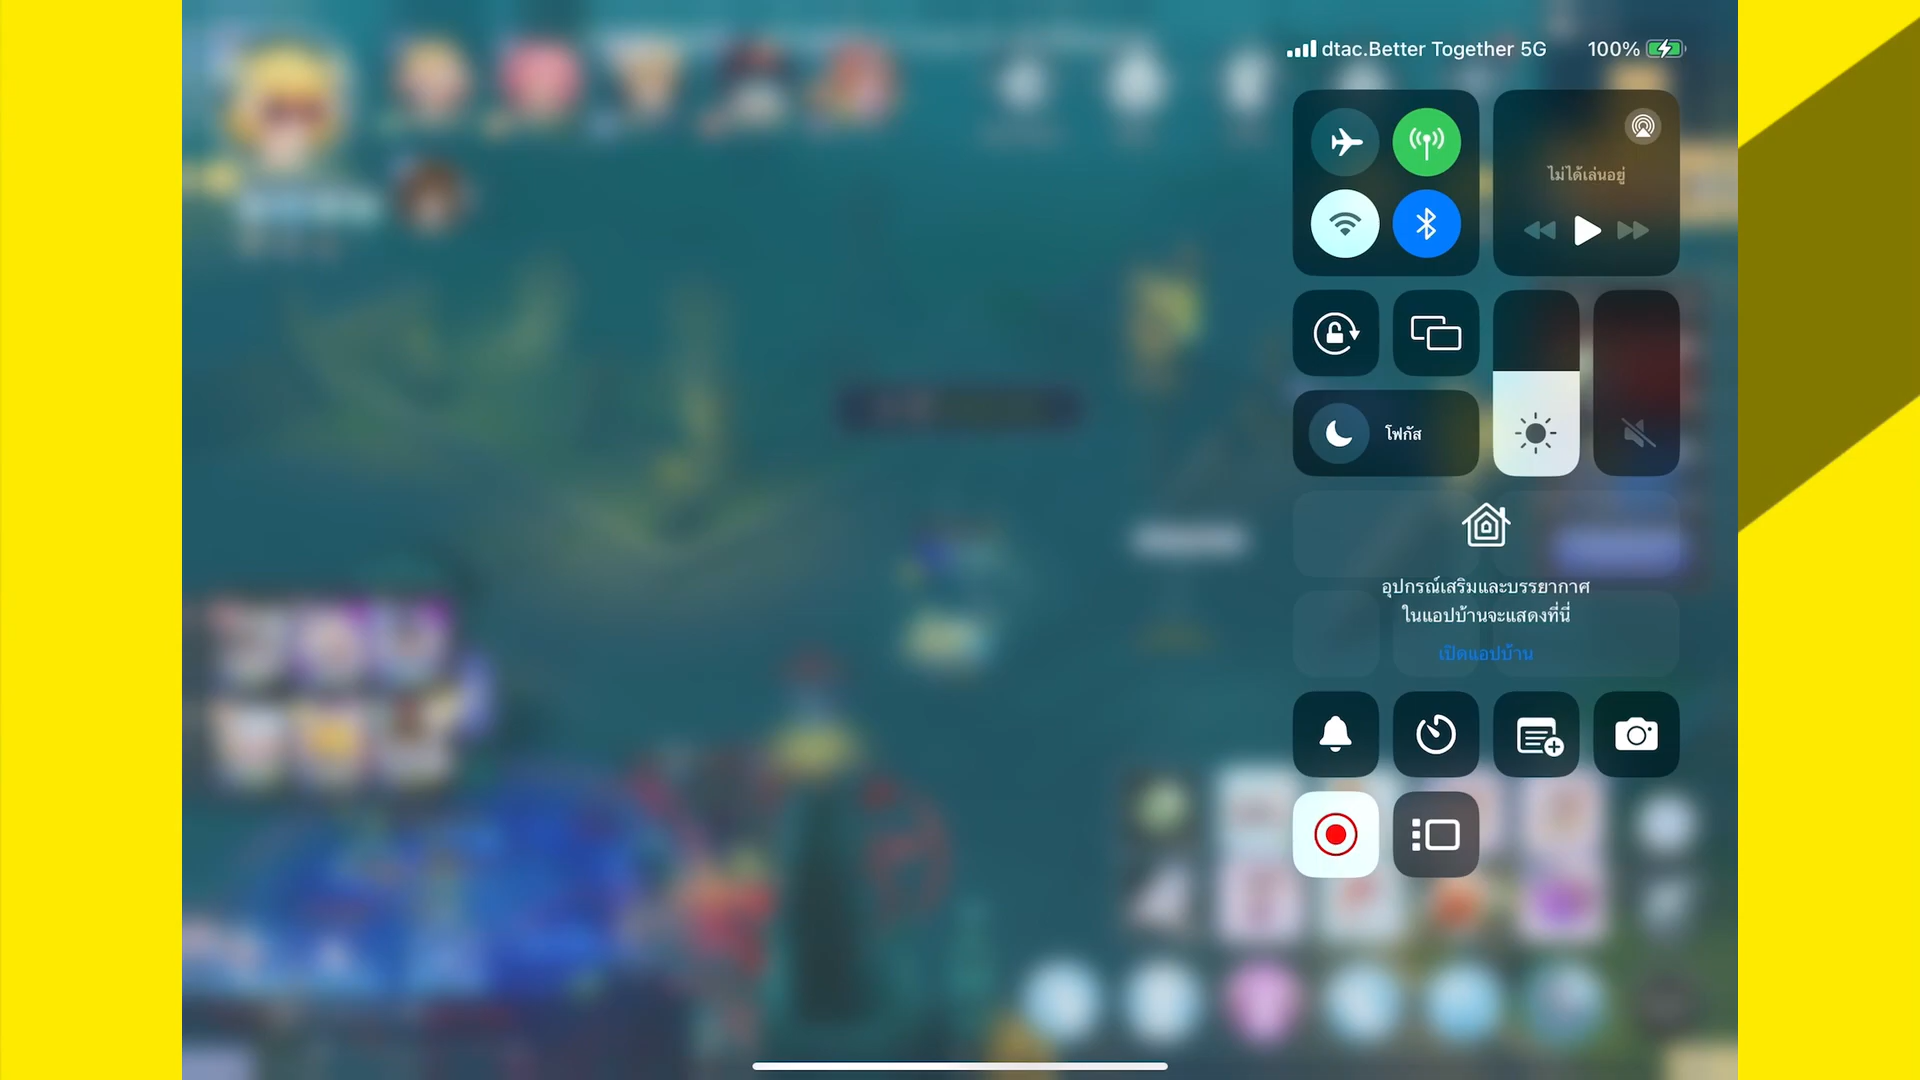 dtac.Better Together 5G 100%
ไม่ได้เล่นอยู่
โฟกัส
อุปกรณ์เสริมและบรรยากาศ
ในแอปบ้านจะแสดงที่นี่
เปิดแอปบ้าน